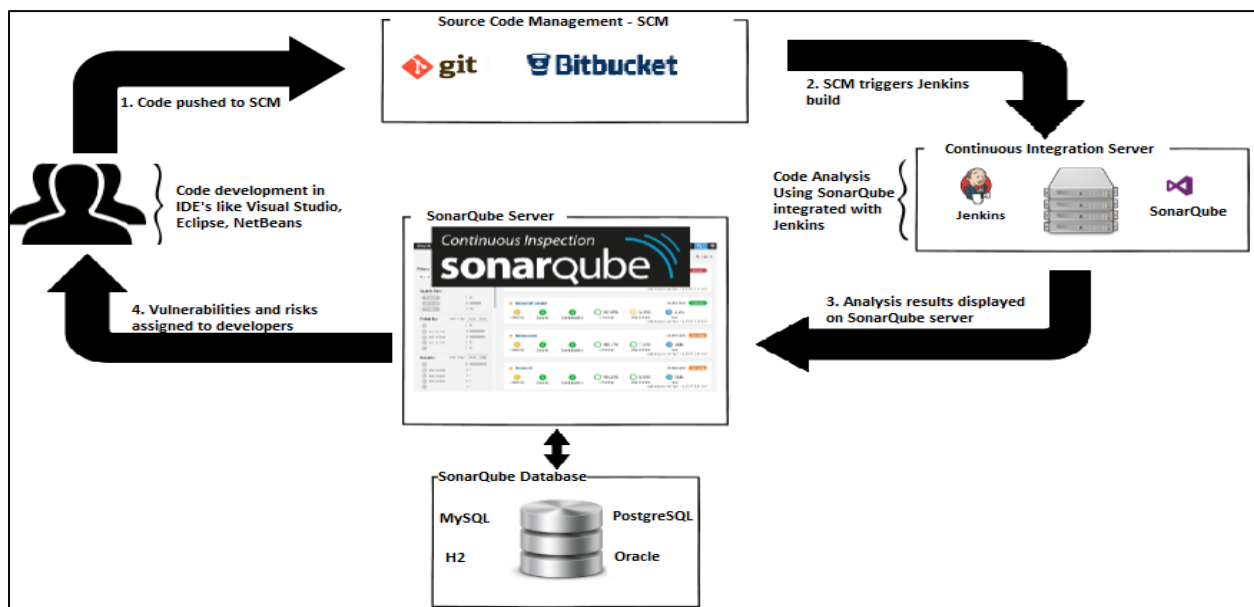 Source Code Management - SCM
git
Bitbucket
1. Code pushed to SCM
2. SCM triggers Jenkins
build
Code development in
IDE's like Visual Studio,
Eclipse, NetBeans
Continuous Integration Server
Code Analysis
Using SonarQube
integrated with
Jenkins
Jenkins
SonarQube
SonarQube Server
Continuous Inspection
sonarqube
3. Analysis results displayed
on SonarQube server
4. Vulnerabilities and risks
assigned to developers
SonarQube Database
MySQL
PostgreSQL
H2
Oracle